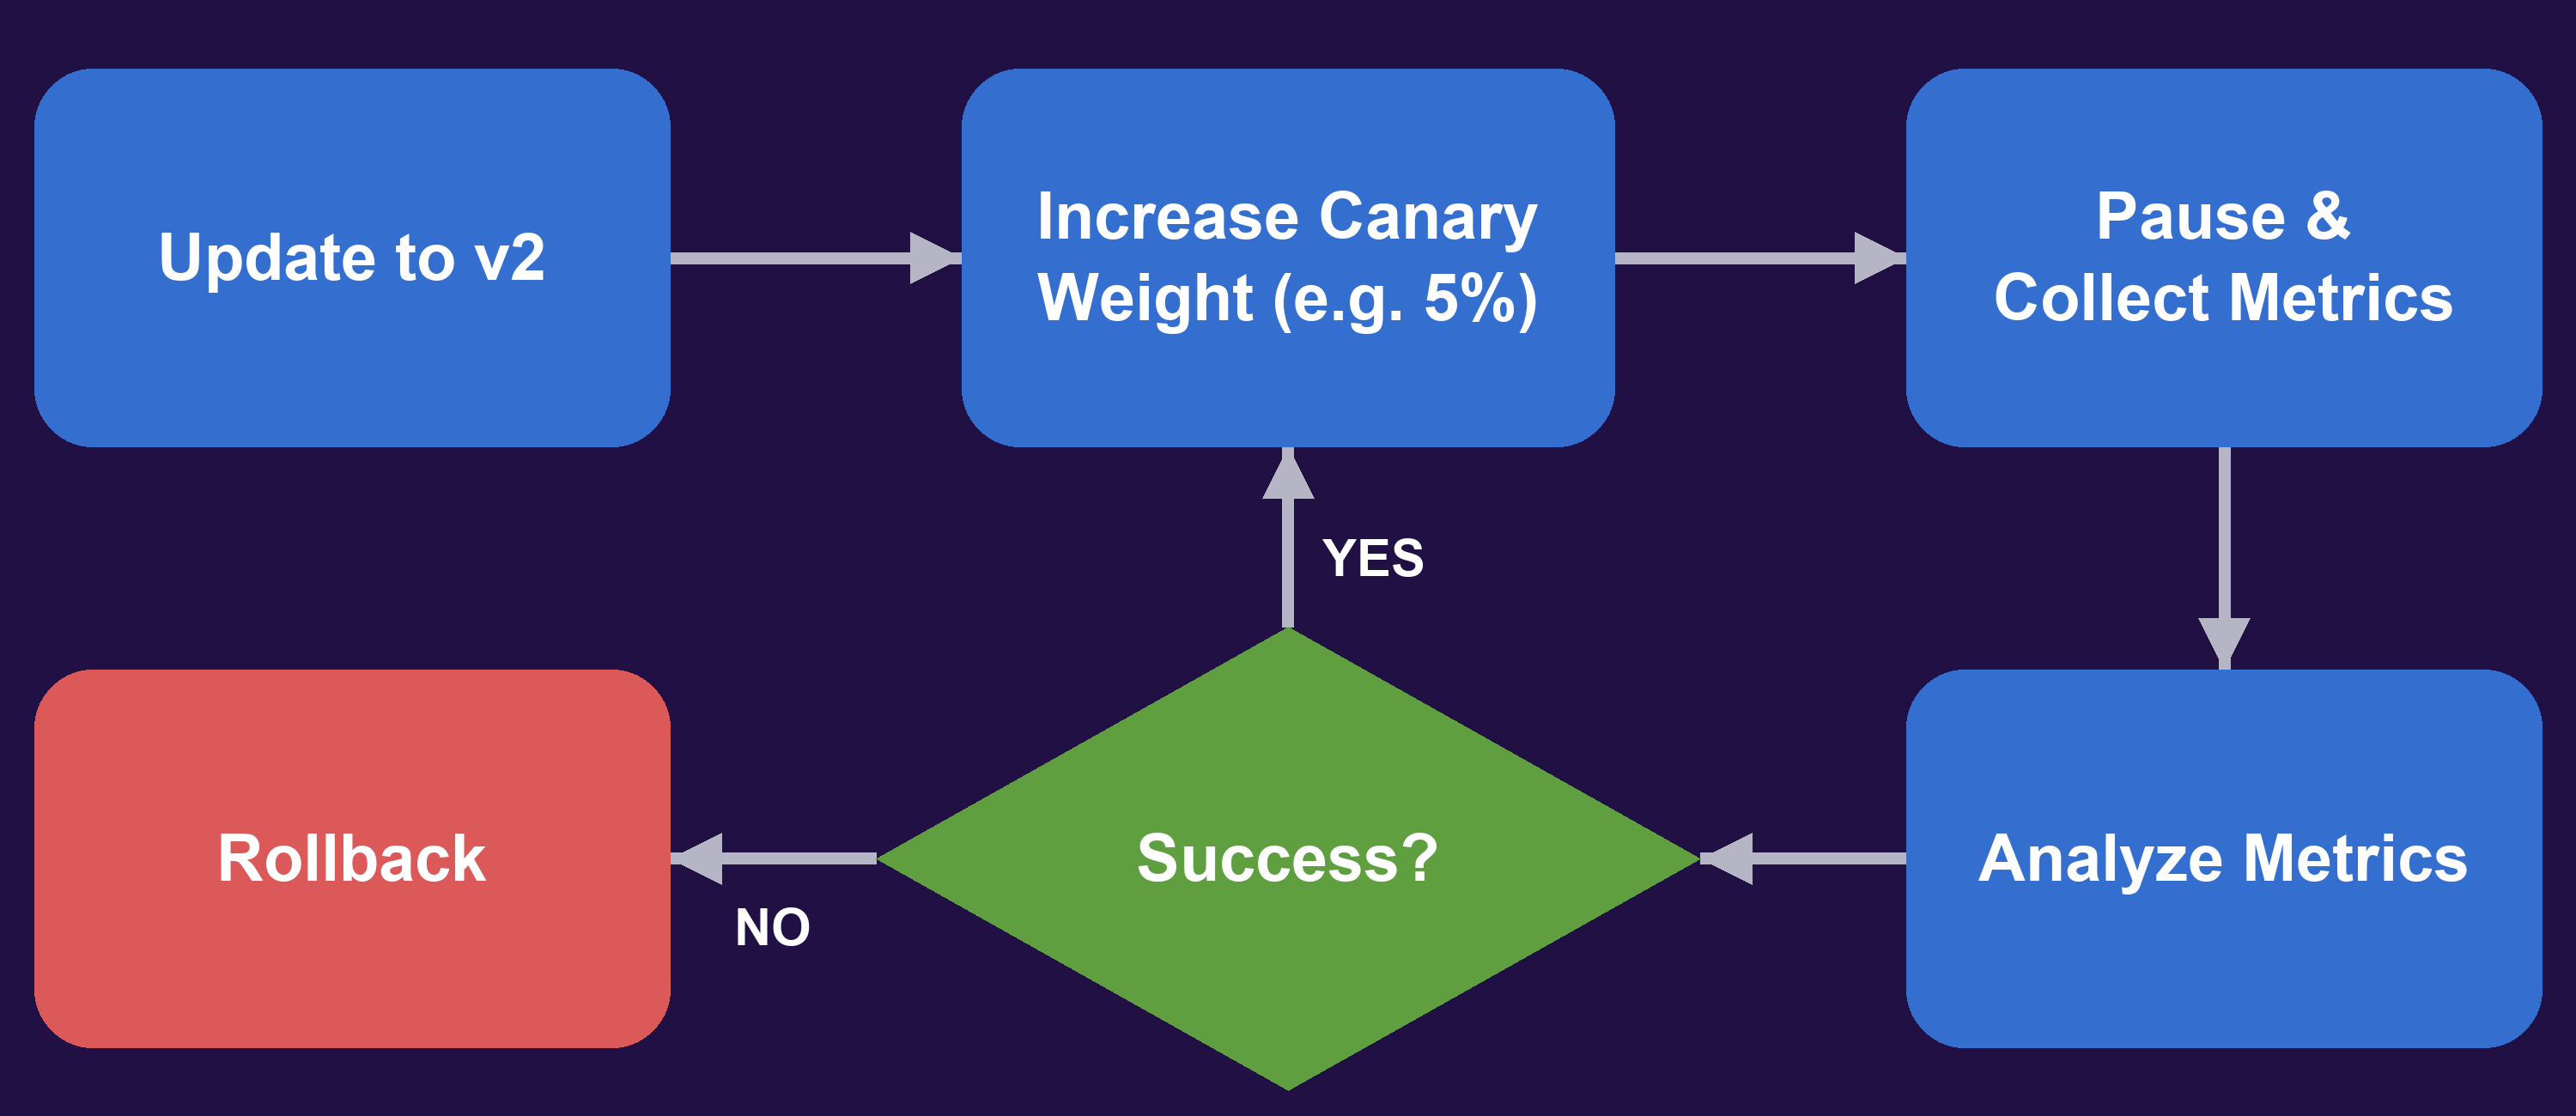 Update to v2
Increase Canary
Weight (e.g. 5%)
Pause &
Collect Metrics
YES
Rollback
Success?
Analyze Metrics
NO